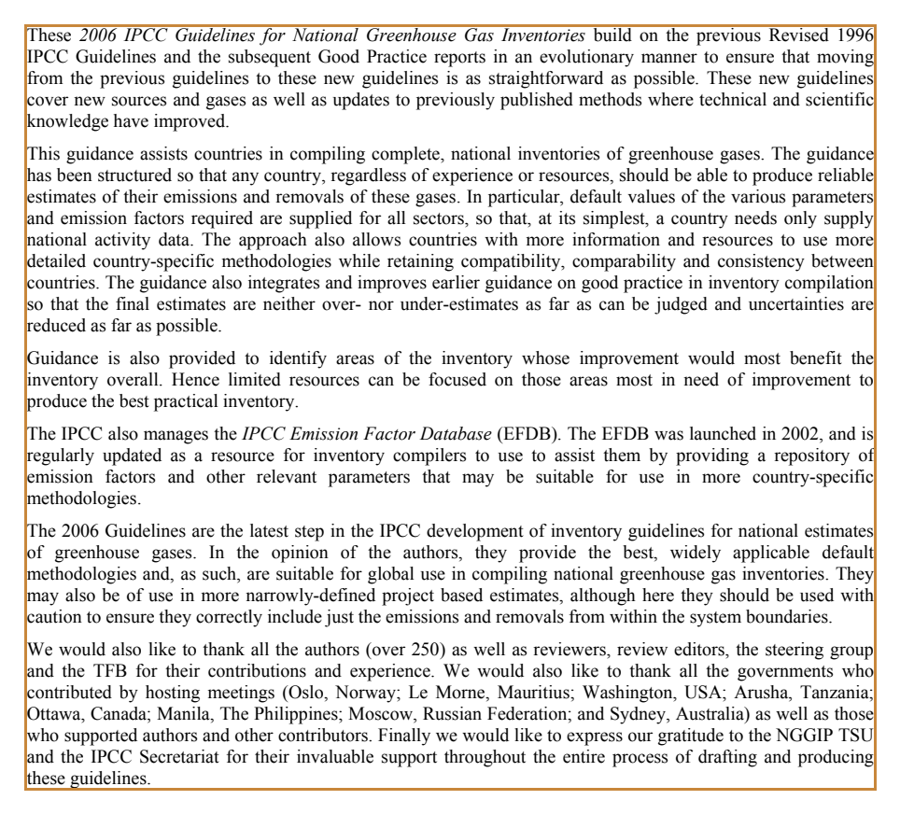 These 2006 IPCC Guidelines for National Greenhouse Gas Inventories build on the previous Revised 1996
IPCC Guidelines and the subsequent Good Practice reports in an evolutionary manner to ensure that moving
from the previous guidelines to these new guidelines is as straightforward as possible. These new guidelines
cover new sources and gases as well as updates to previously published methods where technical and scientific
knowledge have improved.
This guidance assists countries in compiling complete, national inventories of greenhouse gases. The guidance
has been structured so that any country, regardless of experience or resources, should be able to produce reliable
estimates of their emissions and removals of these gases. In particular, default values of the various parameters
and emission factors required are supplied for all sectors, so that, at its simplest, a country needs only supply
national activity data. The approach also allows countries with more information and resources to use more
detailed country-specific methodologies while retaining compatibility, comparability and consistency between
countries. The guidance also integrates and improves earlier guidance on good practice in inventory compilation
so that the final estimates are neither over- nor under-estimates as far as can be judged and uncertainties are
reduced as far as possible.
Guidance is also provided to identify areas of the inventory whose improvement would most benefit the
inventory overall. Hence limited resources can be focused on those areas most in need of improvement to
produce the best practical inventory.
The IPCC also manages the IPCC Emission Factor Database (EFDB). The EFDB was launched in 2002, and is
regularly updated as a resource for inventory compilers to use to assist them by providing a repository of
emission factors and other relevant parameters that may be suitable for use in more country-specific
methodologies.
The 2006 Guidelines are the latest step in the IPCC development of inventory guidelines for national estimates
of greenhouse gases. In the opinion of the authors, they provide the best, widely applicable default
methodologies and, as such, are suitable for global use in compiling national greenhouse gas inventories. They
may also be of use in more narrowly-defined project based estimates, although here they should be used with
caution to ensure they correctly include just the emissions and removals from within the system boundaries.
We would also like to thank all the authors (over 250) as well as reviewers, review editors, the steering group
and the TFB for their contributions and experience. We would also like to thank all the governments who
contributed by hosting meetings (Oslo, Norway; Le Morne, Mauritius; Washington, USA; Arusha, Tanzania;
Ottawa, Canada; Manila, The Philippines; Moscow, Russian Federation; and Sydney, Australia) as well as those
who supported authors and other contributors. Finally we would like to express our gratitude to the NGGIP TSU
and the IPCC Secretariat for their invaluable support throughout the entire process of drafting and producing
these guidelines.